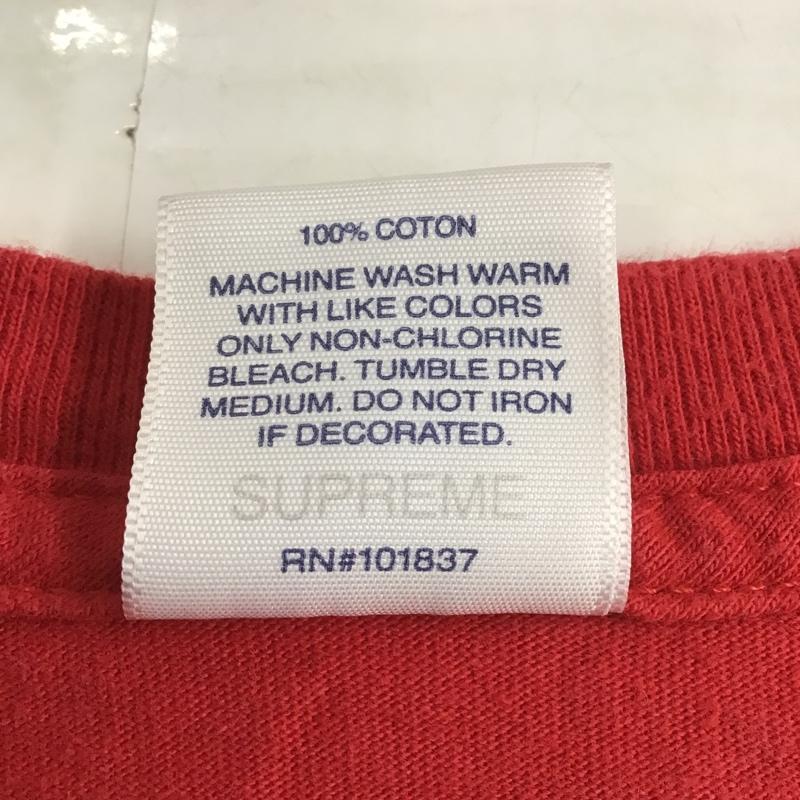 100% COTON
MACHINE WASH WARM
WITH LIKE COLORS
ONLY NON-CHLORINE
BLEACH. TUMBLE DRY
MEDIUM. DO NOT IRON
IF DECORATED.
SUPREME
RN#101837